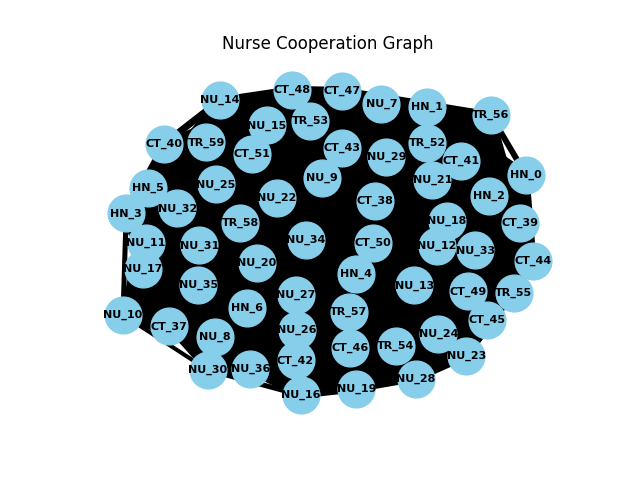 Nurse Cooperation Graph
CT_48
CT_47
NU_14
NU_7
HN_1
TR_56
TR_53
NU_15
CT_40
TR_59
TR_52
CT_43
CT_51
NU_29
CT_41
HN_0
NU_9
NU_21
NU_25
HN_5
HN_2
NU_22
CT_38
NU_32
HN_3
NU_18
CT_39
TR_58
NU_34
NU_11
CT_50
NU_31
NU_12
NU_33
CT_44
NU_20
NU_17
HN_4
NU_35
NU_13
CT_49
TR_55
NU_27
HN_6
TR_57
NU_10
CT_45
CT_37
NU_26
NU_24
NU_8
TR_54
CT_46
NU_23
CT_42
NU_36
NU_30
NU_28
NU_19
NU_16